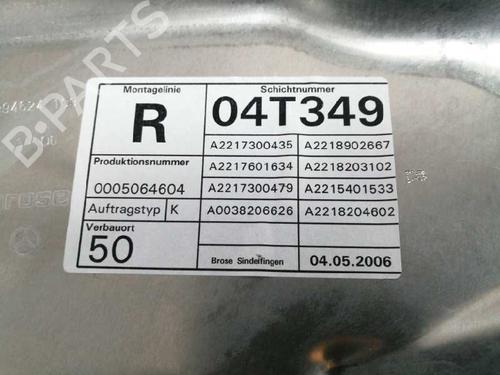 Montagelinie
R
Schichtnummer
04T349
Produktionsnummer
0005064604
Auftragstyp K
Verbauort
50
A2217300435 A2218902667
A2217601634 A2218203102
A2217300479 A2215401533
A0038206626 A2218204602
Brose Sindelfingen 04.05.2006
B-PARTS